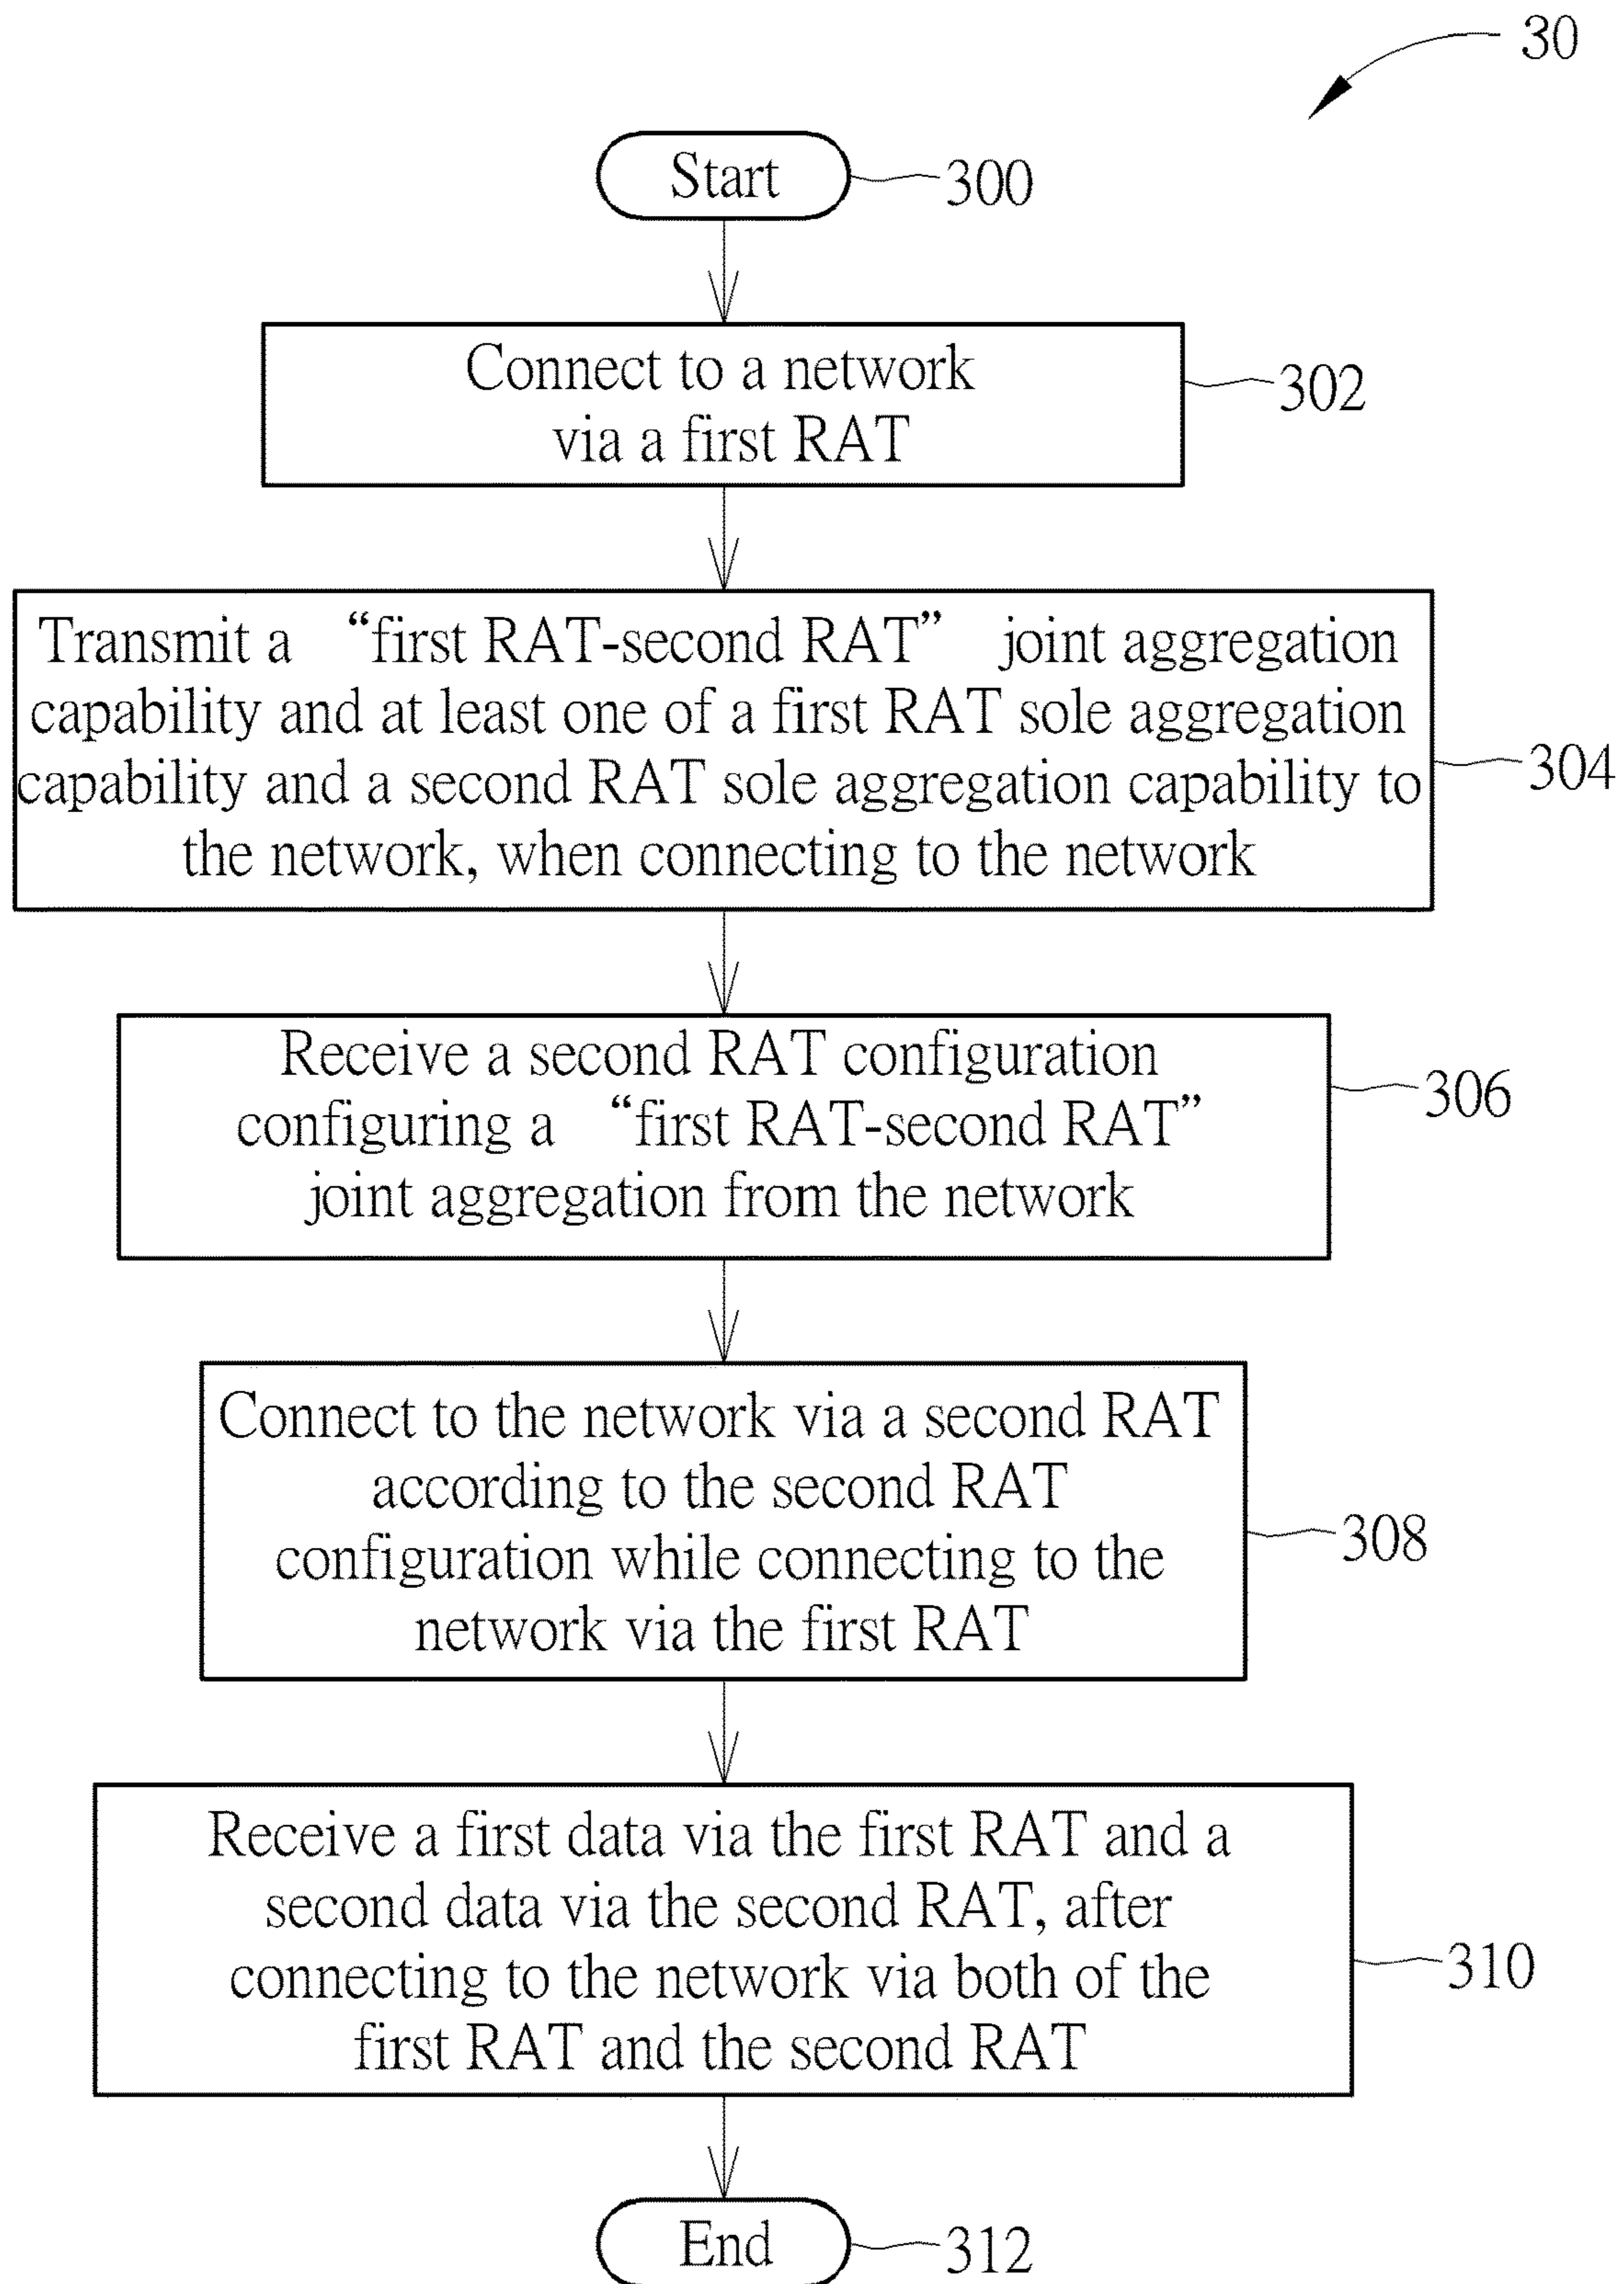 30
Start
300
Connect to a network
via a first RAT
302
Transmit a “first RAT-second RAT” joint aggregation
capability and at least one of a first RAT sole aggregation
capability and a second RAT sole aggregation capability to
the network, when connecting to the network
304
Receive a second RAT configuration
configuring a “first RAT-second RAT”
joint aggregation from the network
306
Connect to the network via a second RAT
according to the second RAT
configuration while connecting to the
network via the first RAT
308
Receive a first data via the first RAT and a
second data via the second RAT, after
connecting to the network via both of the
first RAT and the second RAT
310
End
312